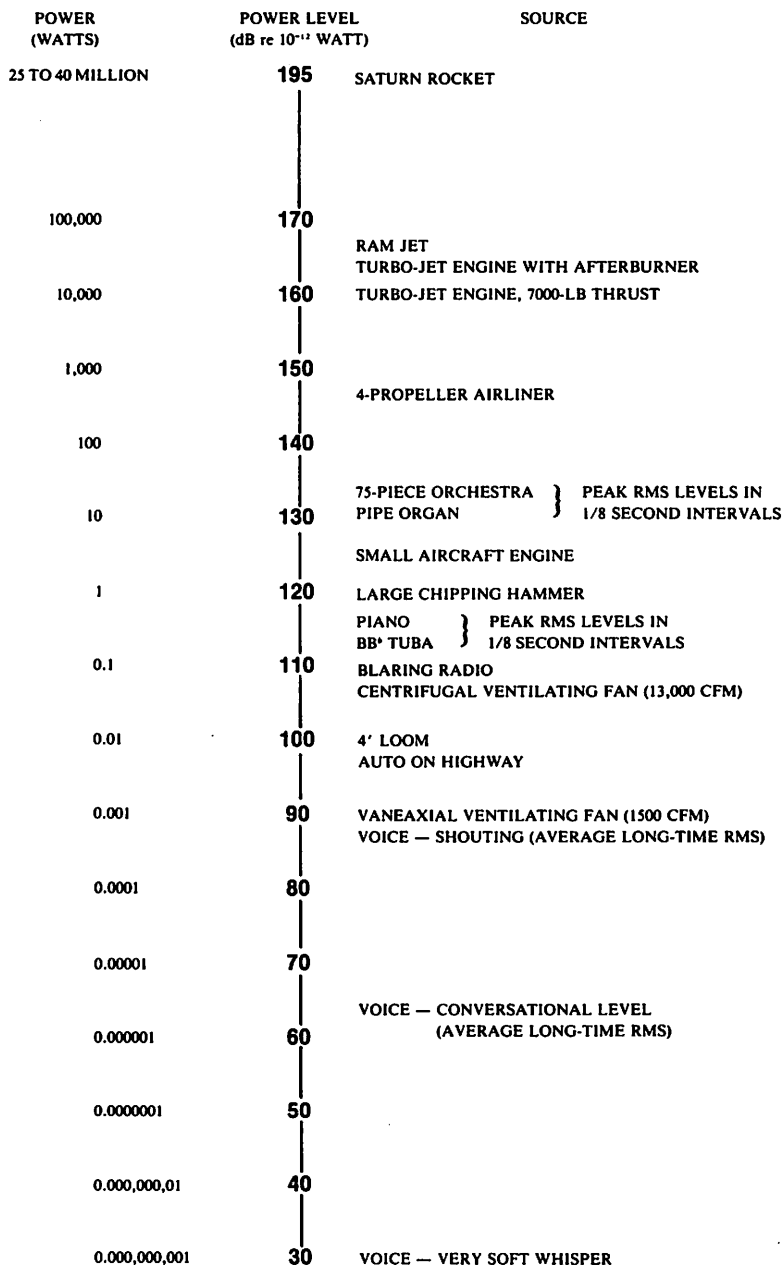 POWER POWER LEVEL SOURCE
(WATTS) (dB re 10⁻¹² WATT)
25 TO 40 MILLION 195 SATURN ROCKET
100,000 170
RAM JET
TURBO-JET ENGINE WITH AFTERBURNER
10,000 160 TURBO-JET ENGINE, 7000-LB THRUST
1,000 150
4-PROPELLER AIRLINER
100 140
75-PIECE ORCHESTRA } PEAK RMS LEVELS IN
10 130 PIPE ORGAN 1/8 SECOND INTERVALS
SMALL AIRCRAFT ENGINE
1 120 LARGE CHIPPING HAMMER
PIANO } PEAK RMS LEVELS IN
BB♭ TUBA 1/8 SECOND INTERVALS
0.1 110 BLARING RADIO
CENTRIFUGAL VENTILATING FAN (13,000 CFM)
0.01 100 4' LOOM
AUTO ON HIGHWAY
0.001 90 VANEAXIAL VENTILATING FAN (1500 CFM)
VOICE — SHOUTING (AVERAGE LONG-TIME RMS)
0.0001 80
0.00001 70
VOICE — CONVERSATIONAL LEVEL
0.000001 60 (AVERAGE LONG-TIME RMS)
0.0000001 50
0.000,000,01 40
0.000,000,001 30 VOICE — VERY SOFT WHISPER